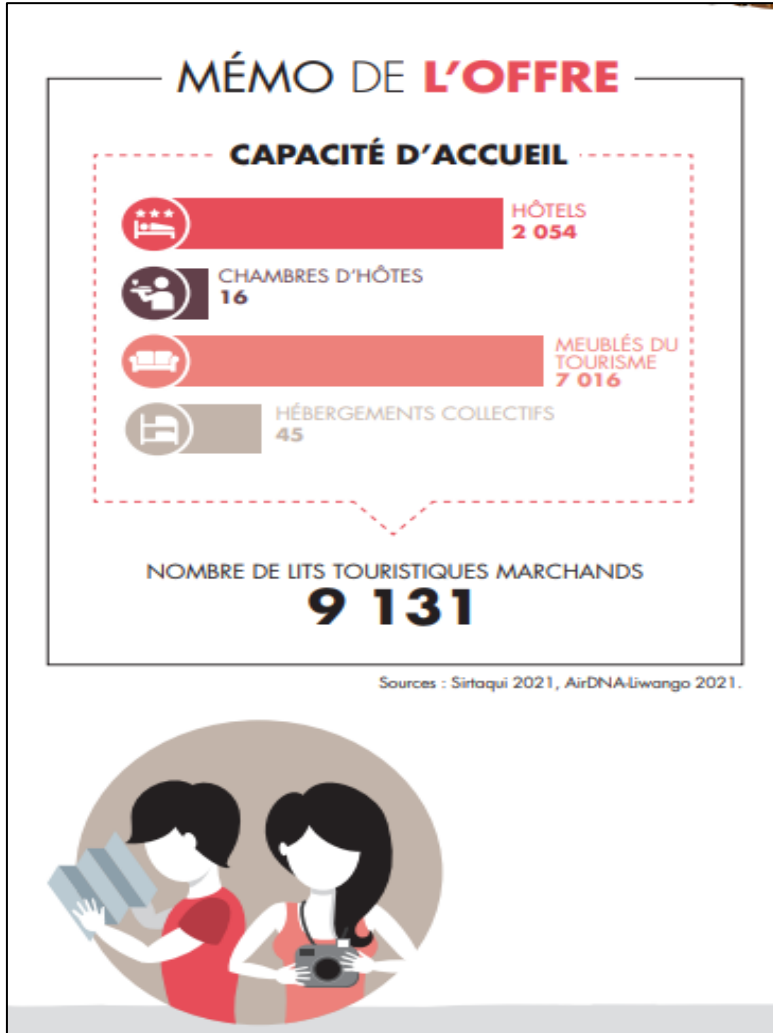 MÉMO DE L'OFFRE
CAPACITÉ D'ACCUEIL
HÔTELS
2 054
CHAMBRES D'HÔTES
16
MEUBLÉS DU
TOURISME
7 016
HÉBERGEMENTS COLLECTIFS
45
NOMBRE DE LITS TOURISTIQUES MARCHANDS
9 131
Sources : Sirtaqui 2021, AirDNA-Liwango 2021.